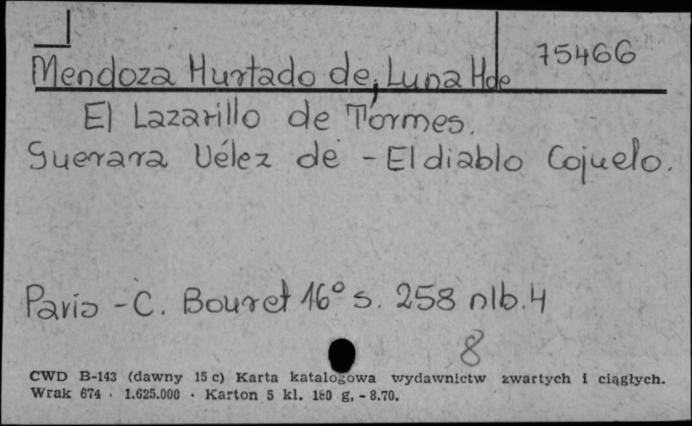 75466
Mendoza Hurtado de, Luna H de
El Lazarillo de Tormes.
Guevara Vélez de - El diablo Cojuelo.
Paris - C. Bouret 16° s. 258 nlb. 4
8
CWD B-143 (dawny 15 c) Karta katalogowa wydawnictw zwartych i ciągłych.
Wrak 674 · 1.625.000 · Karton 5 kl. 180 g, - 8.70.